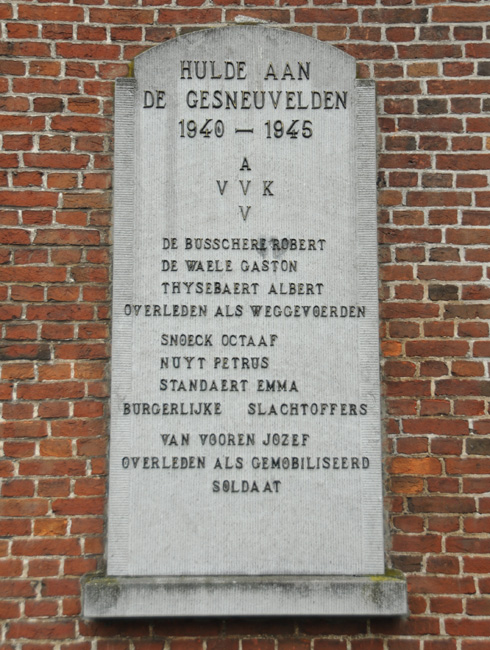 HULDE AAN
DE GESNEUVELDEN
1940 – 1945
A
V V K
V
DE BUSSCHERE ROBERT
DE WAELE GASTON
THYSEBAERT ALBERT
OVERLEDEN ALS WEGGEVOERDEN
SNOECK OCTAAF
NUYT PETRUS
STANDAERT EMMA
BURGERLIJKE SLACHTOFFERS
VAN VOOREN JOZEF
OVERLEDEN ALS GEMOBILISEERD
SOLDAAT